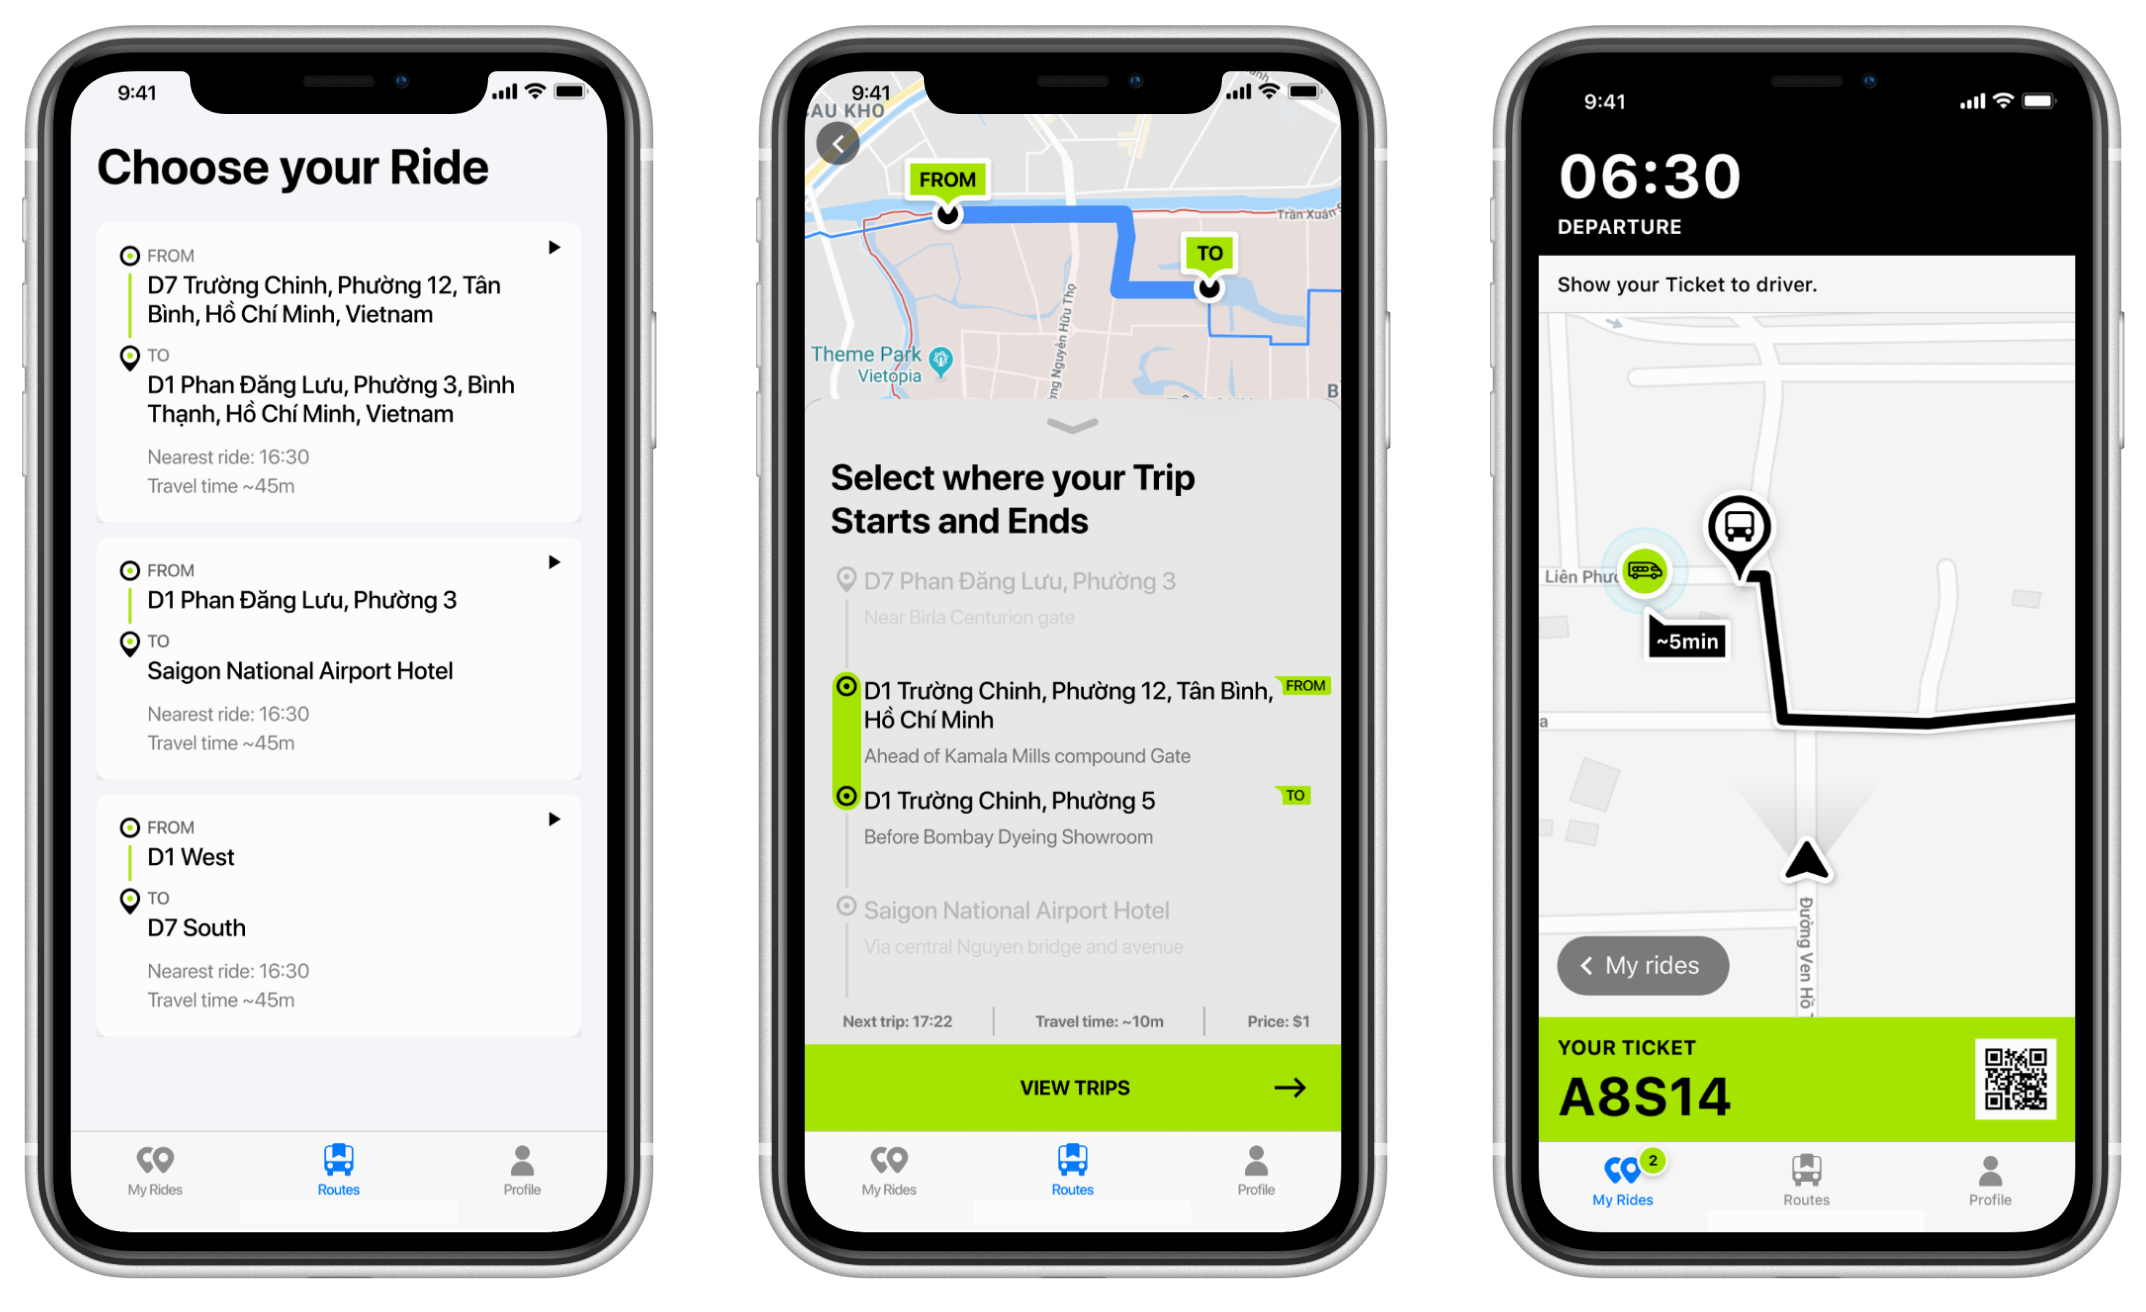 9:41
Choose your Ride
FROM
D7 Trường Chinh, Phường 12, Tân
Bình, Hồ Chí Minh, Vietnam
TO
D1 Phan Đăng Lưu, Phường 3, Bình
Thạnh, Hồ Chí Minh, Vietnam
Nearest ride: 16:30
Travel time ~45m
FROM
D1 Phan Đăng Lưu, Phường 3
TO
Saigon National Airport Hotel
Nearest ride: 16:30
Travel time ~45m
FROM
D1 West
TO
D7 South
Nearest ride: 16:30
Travel time ~45m
My Rides
Routes
Profile
9:41
AU KHO
FROM
Trần Xuân
TO
ng Nguyễn Hữu Thọ
Theme Park
Vietopia
B
Select where your Trip
Starts and Ends
D7 Phan Đăng Lưu, Phường 3
Near Birla Centurion gate
D1 Trường Chinh, Phường 12, Tân Bình,
FROM
Hồ Chí Minh
Ahead of Kamala Mills compound Gate
D1 Trường Chinh, Phường 5
TO
Before Bombay Dyeing Showroom
Saigon National Airport Hotel
Via central Nguyen bridge and avenue
Next trip: 17:22
Travel time: ~10m
Price: $1
VIEW TRIPS
My Rides
Routes
Profile
9:41
06:30
DEPARTURE
Show your Ticket to driver.
Liên Phư
~5min
a
Đường Ven Hồ
My rides
YOUR TICKET
A8S14
2
My Rides
Routes
Profile